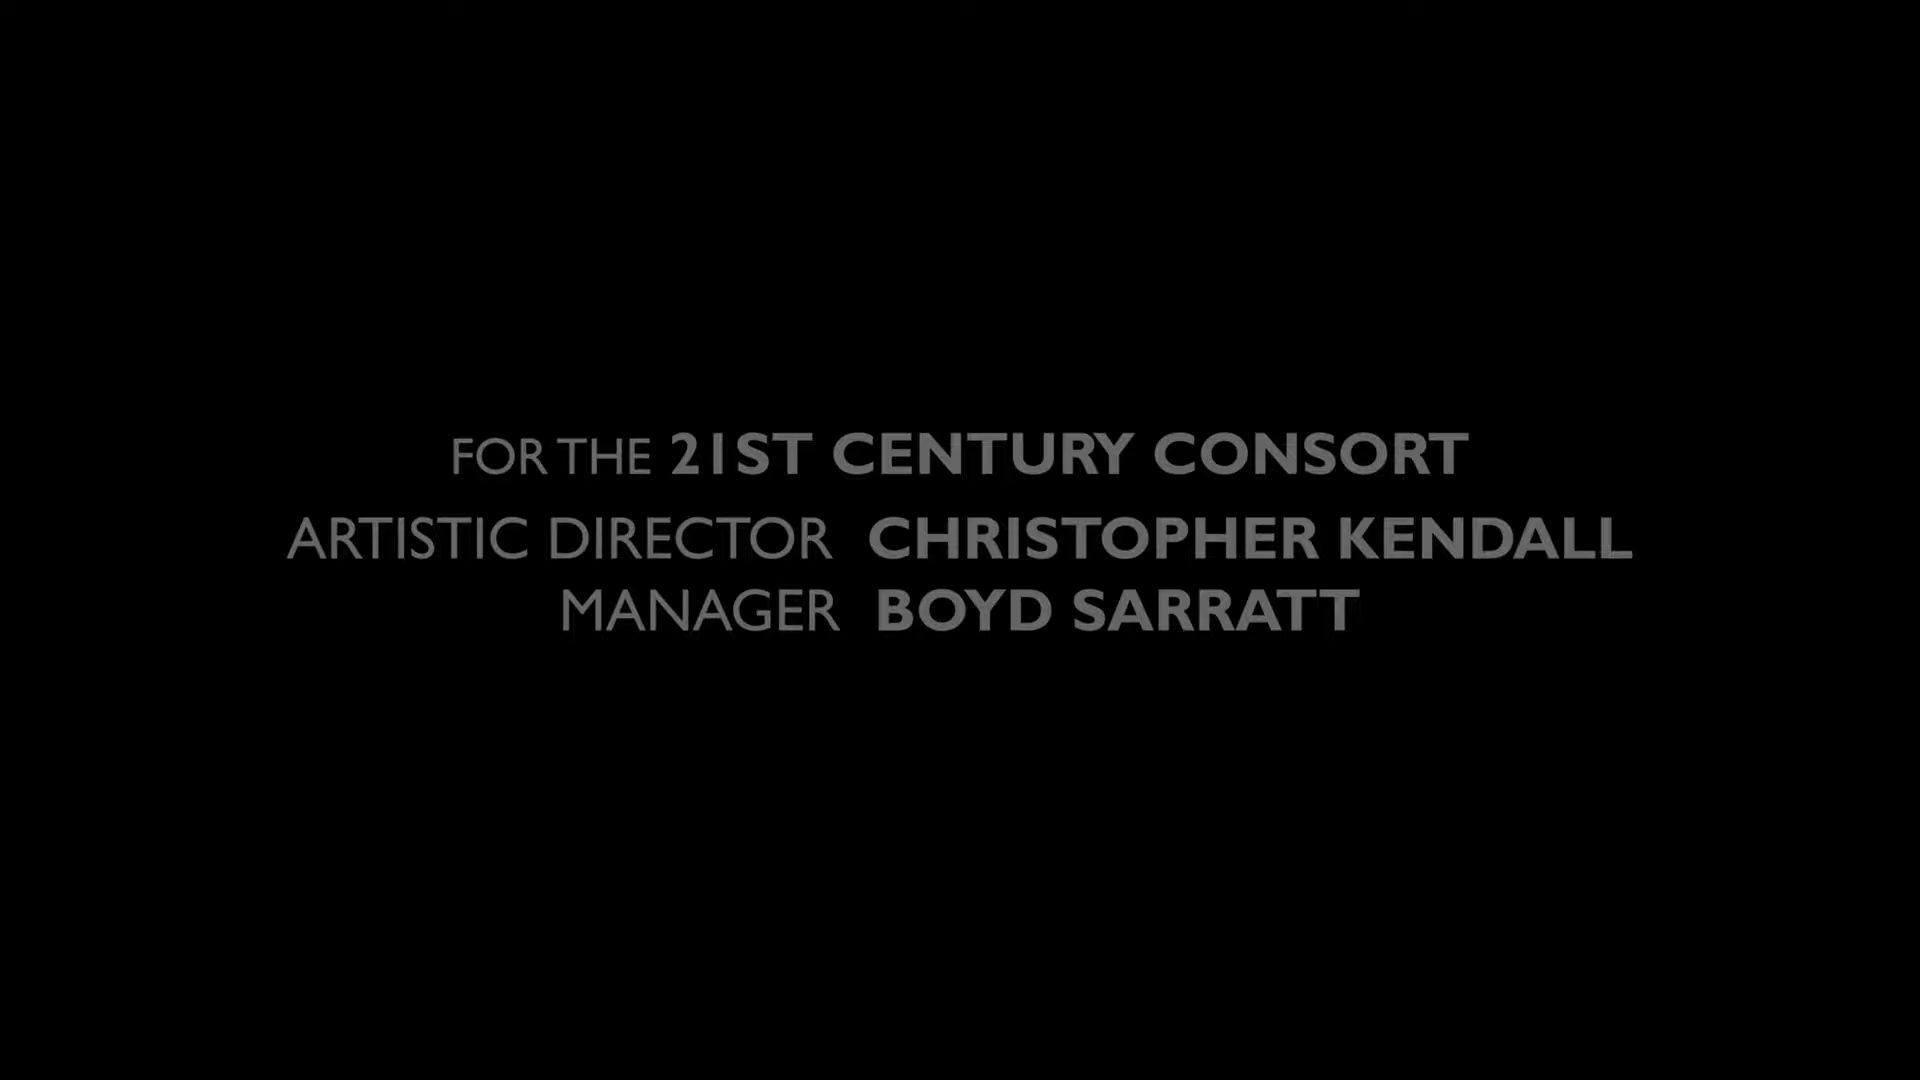 FOR THE 21ST CENTURY CONSORT
ARTISTIC DIRECTOR CHRISTOPHER KENDALL
MANAGER BOYD SARRATT